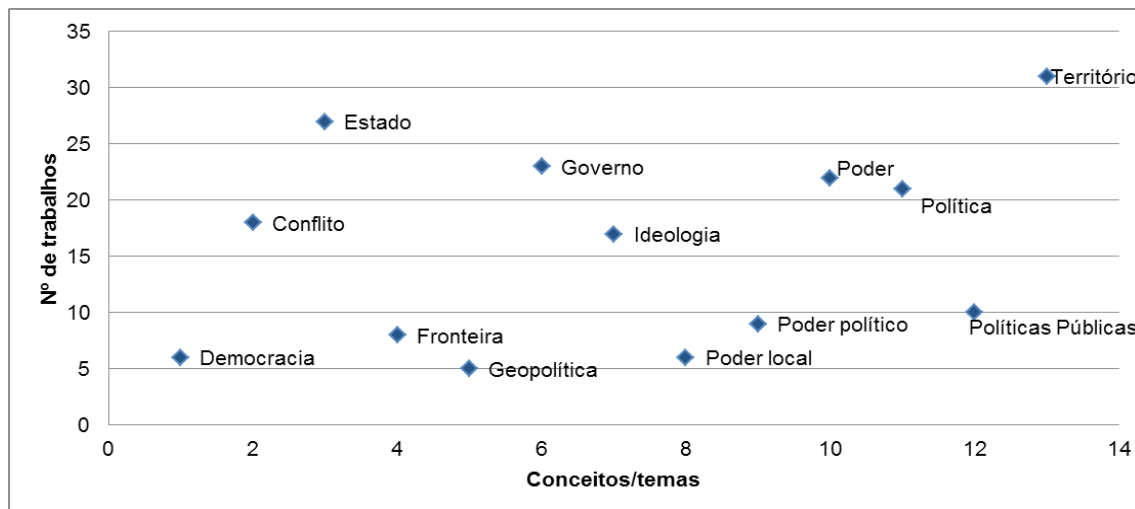 35
30
25
20
15
10
5
0
Nº de trabalhos
Território
Estado
Governo
Poder
Política
Conflito
Ideologia
Políticas Públicas
Poder político
Fronteira
Democracia
Poder local
Geopolítica
0 2 4 6 8 10 12 14
Conceitos/temas